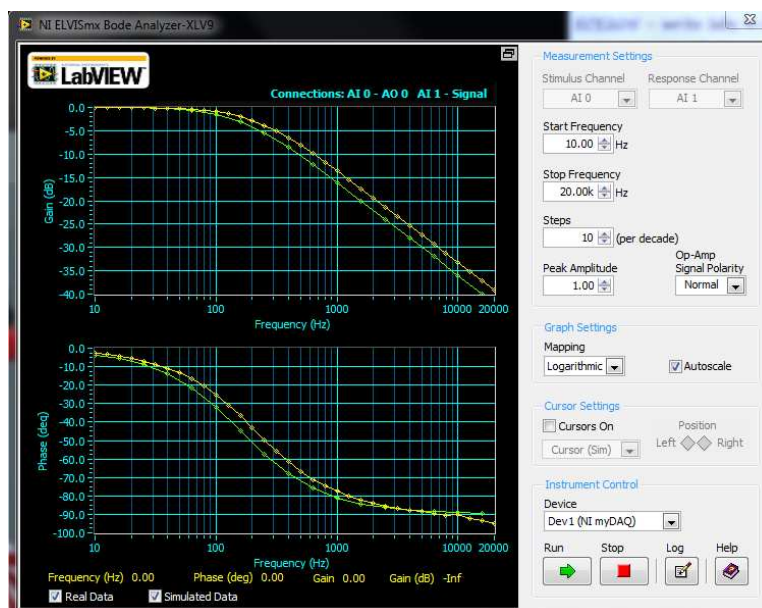 NI ELVISmx Bode Analyzer-XLV9
LabVIEW
Connections: AI 0 - AO 0 AI 1 - Signal
Gain (dB)
0.0
-5.0
-10.0
-15.0
-20.0
-25.0
-30.0
-35.0
-40.0
10 100 1000 10000 20000
Frequency (Hz)
Phase (deg)
0.0
-10.0
-20.0
-30.0
-40.0
-50.0
-60.0
-70.0
-80.0
-90.0
-100.0
10 100 1000 10000 20000
Frequency (Hz)
Frequency (Hz) 0.00 Phase (deg) 0.00 Gain 0.00 Gain (dB) -Inf
Real Data Simulated Data
Measurement Settings
Stimulus Channel Response Channel
AI 0 AI 1
Start Frequency
10.00 Hz
Stop Frequency
20.00k Hz
Steps
10 (per decade)
Peak Amplitude
1.00
Op-Amp
Signal Polarity
Normal
Graph Settings
Mapping
Logarithmic Autoscale
Cursor Settings
Cursors On Position
Cursor (Sim) Left Right
Instrument Control
Device
Dev1 (NI myDAQ)
Run Stop Log Help